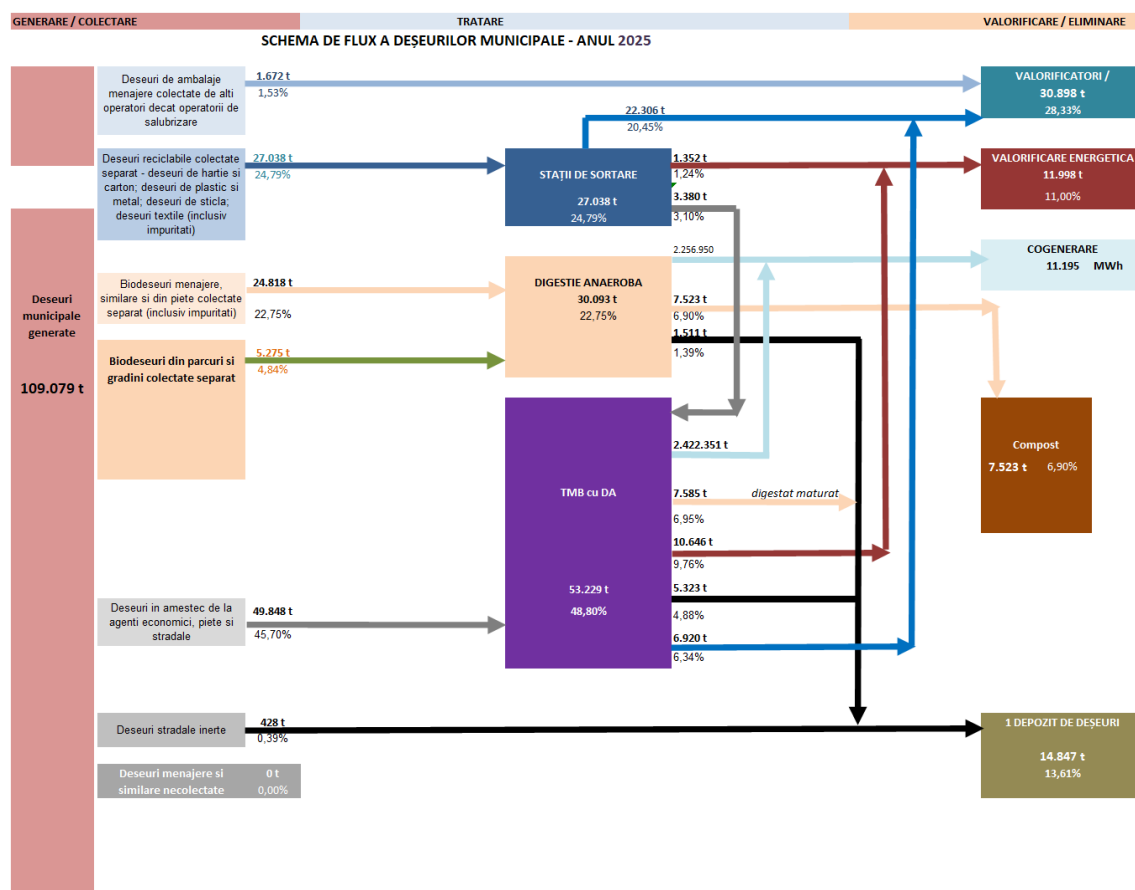 GENERARE / COLECTARE
TRATARE
VALORIFICARE / ELIMINARE
SCHEMA DE FLUX A DEȘEURILOR MUNICIPALE - ANUL 2025
Deseuri de ambalaje
menajere colectate de alti
operatori decat operatorii de
salubrizare
1.672 t
1,53%
22.306 t
20,45%
VALORIFICATORI /
30.898 t
28,33%
Deseuri reciclabile colectate
separat - deseuri de hartie si
carton; deseuri de plastic si
metal; deseuri de sticla;
deseuri textile (inclusiv
impuritati)
27.038 t
24,79%
STAȚII DE SORTARE
27.038 t
24,79%
1.352 t
1,24%
3.380 t
3,10%
VALORIFICARE ENERGETICA
11.998 t
11,00%
2.256.950
COGENERARE
11.195 MWh
Deseuri
municipale
generate
109.079 t
Biodeseuri menajere,
similare si din piete colectate
separat (inclusiv impuritati)
24.818 t
22,75%
DIGESTIE ANAEROBA
30.093 t
22,75%
7.523 t
6,90%
1.511 t
1,39%
Biodeseuri din parcuri si
gradini colectate separat
5.275 t
4,84%
Compost
7.523 t 6,90%
TMB cu DA
53.229 t
48,80%
2.422.351 t
7.585 t
digestat maturat
6,95%
10.646 t
9,76%
5.323 t
4,88%
6.920 t
6,34%
Deseuri in amestec de la
agenti economici, piete si
stradale
49.848 t
45,70%
Deseuri stradale inerte
428 t
0,39%
1 DEPOZIT DE DEȘEURI
14.847 t
13,61%
Deseuri menajere si
similare necolectate
0 t
0,00%